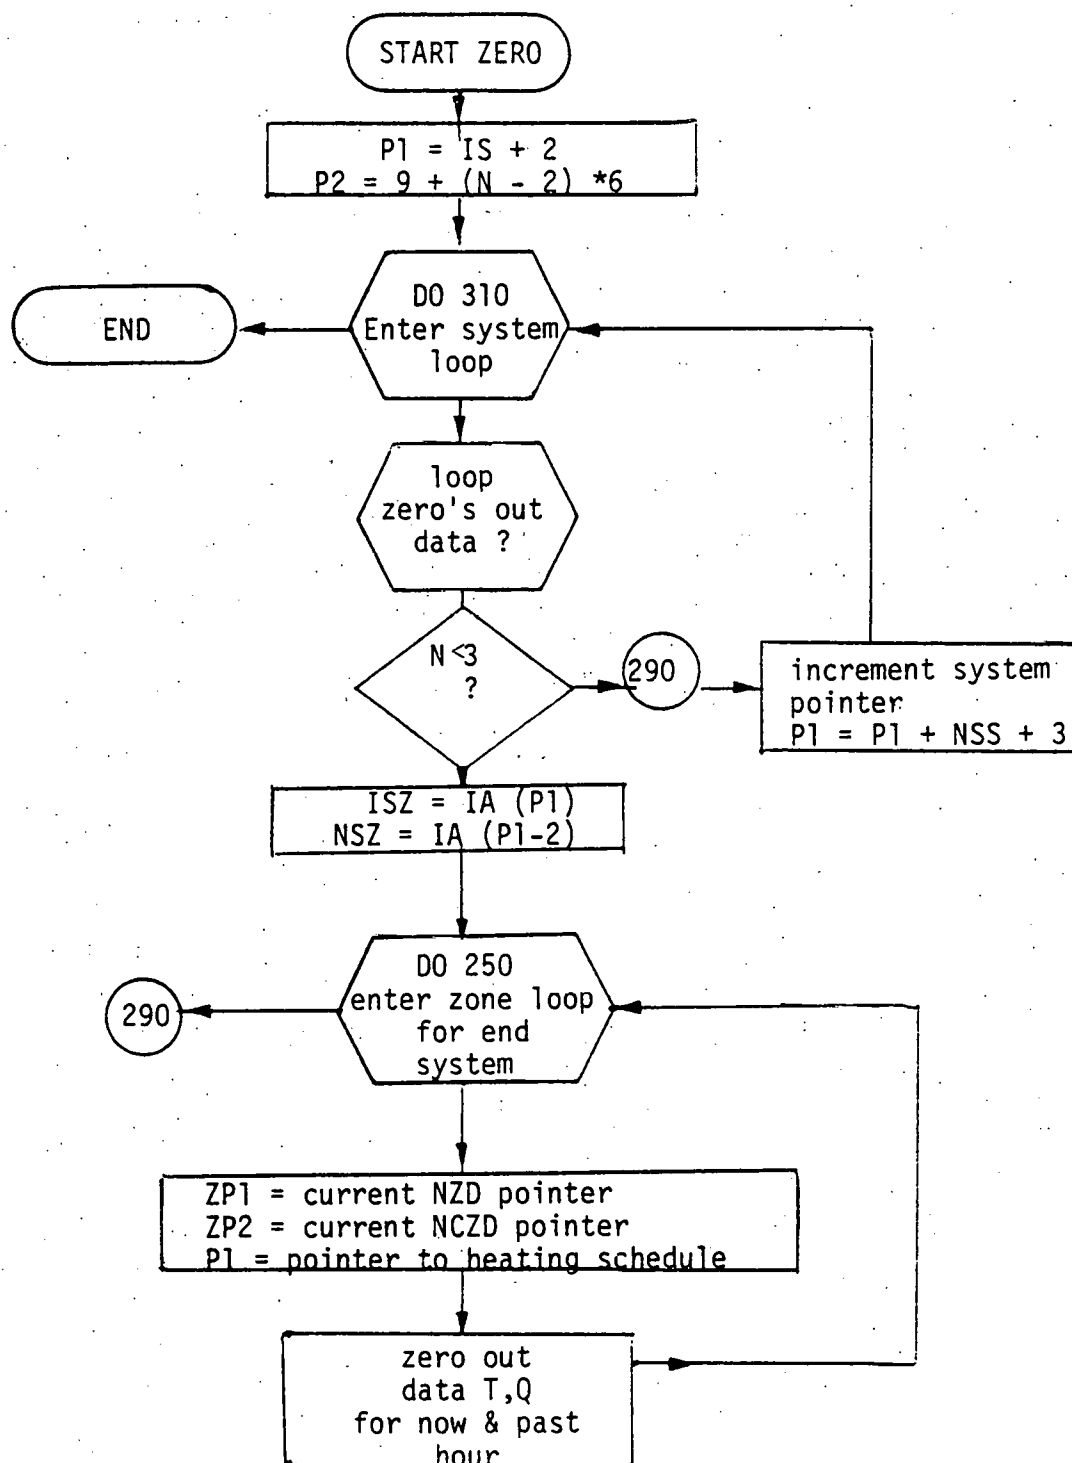 START ZERO
P1 = IS + 2
P2 = 9 + (N - 2) *6
DO 310
Enter system
loop
END
loop
zero's out
data ?
N<3
?
290
increment system
pointer
P1 = P1 + NSS + 3
ISZ = IA (P1)
NSZ = IA (P1-2)
DO 250
enter zone loop
for end
system
290
ZP1 = current NZD pointer
ZP2 = current NCZD pointer
P1 = pointer to heating schedule
zero out
data T,Q
for now & past
hour